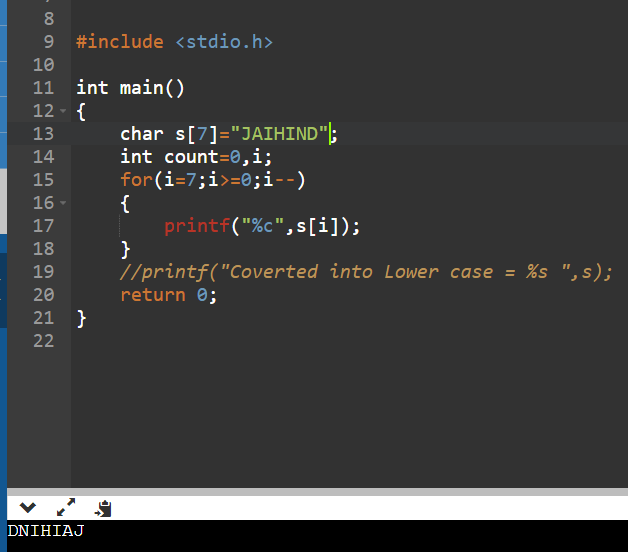 8
9 #include <stdio.h>
10
11 int main()
12 {
13 char s[7]="JAIHIND";
14 int count=0,i;
15 for(i=7;i>=0;i--)
16 {
17 printf("%c",s[i]);
18 }
19 //printf("Coverted into Lower case = %s ",s);
20 return 0;
21 }
22
DNIHIAJ